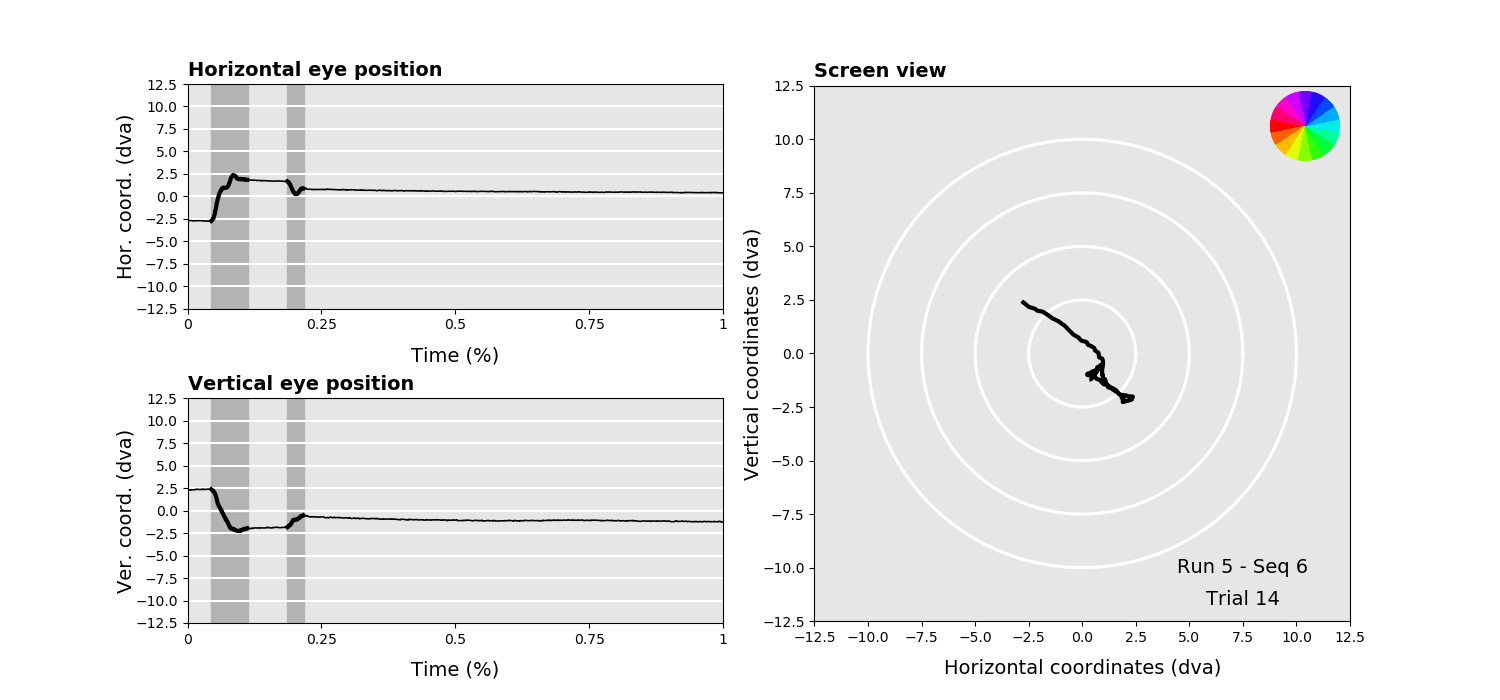 Horizontal eye position
Hor. coord. (dva)
12.5
10.0
7.5
5.0
2.5
0.0
−2.5
−5.0
−7.5
−10.0
−12.5
0 0.25 0.5 0.75 1
Time (%)
Vertical eye position
Ver. coord. (dva)
12.5
10.0
7.5
5.0
2.5
0.0
−2.5
−5.0
−7.5
−10.0
−12.5
0 0.25 0.5 0.75 1
Time (%)
Screen view
Vertical coordinates (dva)
12.5
10.0
7.5
5.0
2.5
0.0
−2.5
−5.0
−7.5
−10.0
−12.5
Run 5 - Seq 6
Trial 14
−12.5 −10.0 −7.5 −5.0 −2.5 0.0 2.5 5.0 7.5 10.0 12.5
Horizontal coordinates (dva)